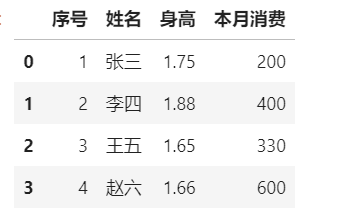 序号 姓名 身高 本月消费
0 1 张三 1.75 200
1 2 李四 1.88 400
2 3 王五 1.65 330
3 4 赵六 1.66 600